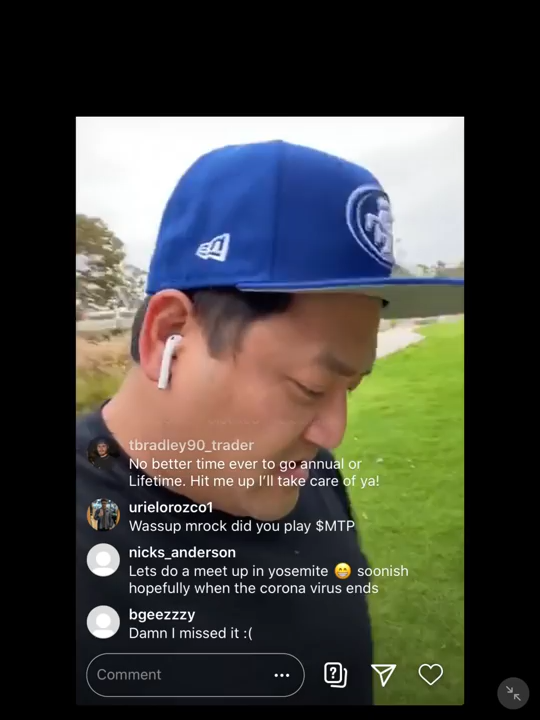 tbradley90_trader
No better time ever to go annual or
Lifetime. Hit me up I’ll take care of ya!
urielorozco1
Wassup mrock did you play $MTP
nicks_anderson
Lets do a meet up in yosemite 😁 soonish
hopefully when the corona virus ends
bgeezzzy
Damn I missed it :(
Comment